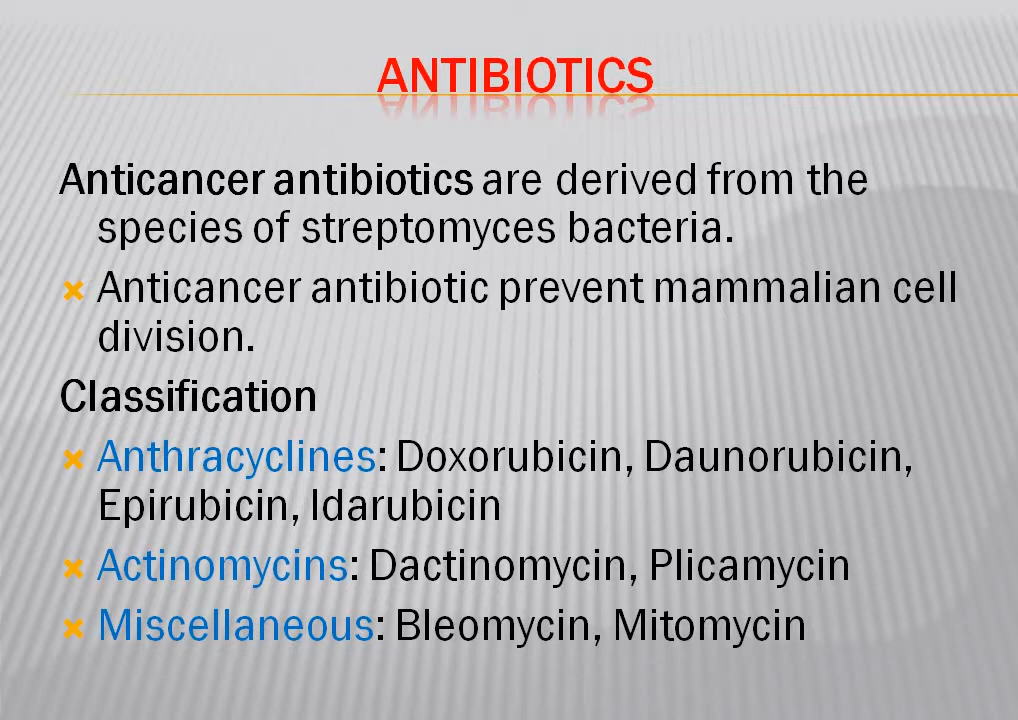 ANTIBIOTICS
Anticancer antibiotics are derived from the
species of streptomyces bacteria.
Anticancer antibiotic prevent mammalian cell
division.
Classification
Anthracyclines: Doxorubicin, Daunorubicin,
Epirubicin, Idarubicin
Actinomycins: Dactinomycin, Plicamycin
Miscellaneous: Bleomycin, Mitomycin